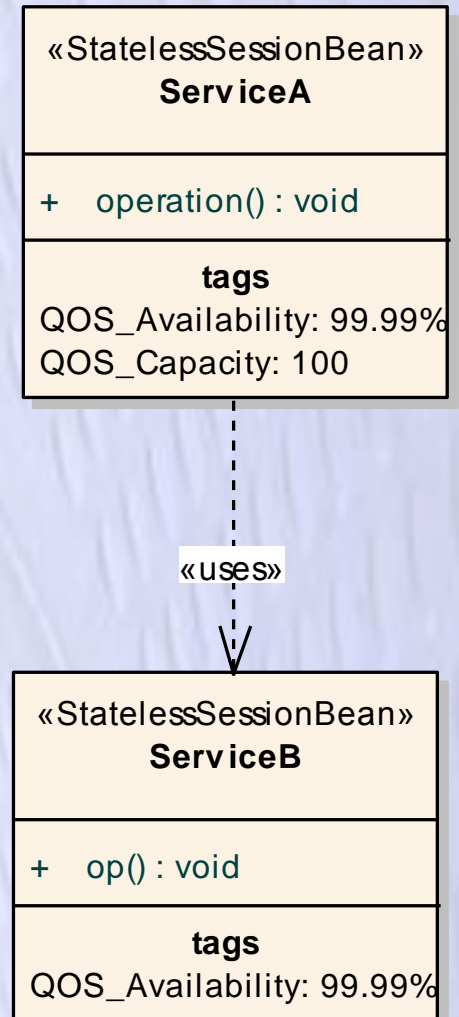 «StatelessSessionBean»
ServiceA
+ operation() : void
tags
QOS_Availability: 99.99%
QOS_Capacity: 100
«uses»
«StatelessSessionBean»
ServiceB
+ op() : void
tags
QOS_Availability: 99.99%